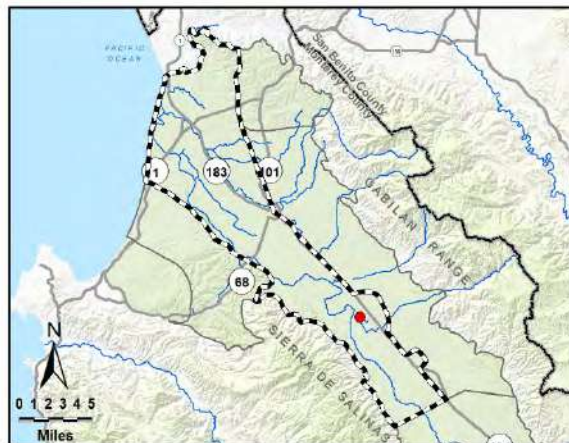 1
PACIFIC
OCEAN
San Benito County
Monterey County
1
183
101
GABILAN RANGE
68
SIERRA DE SALINAS
N
0 1 2 3 4 5
Miles